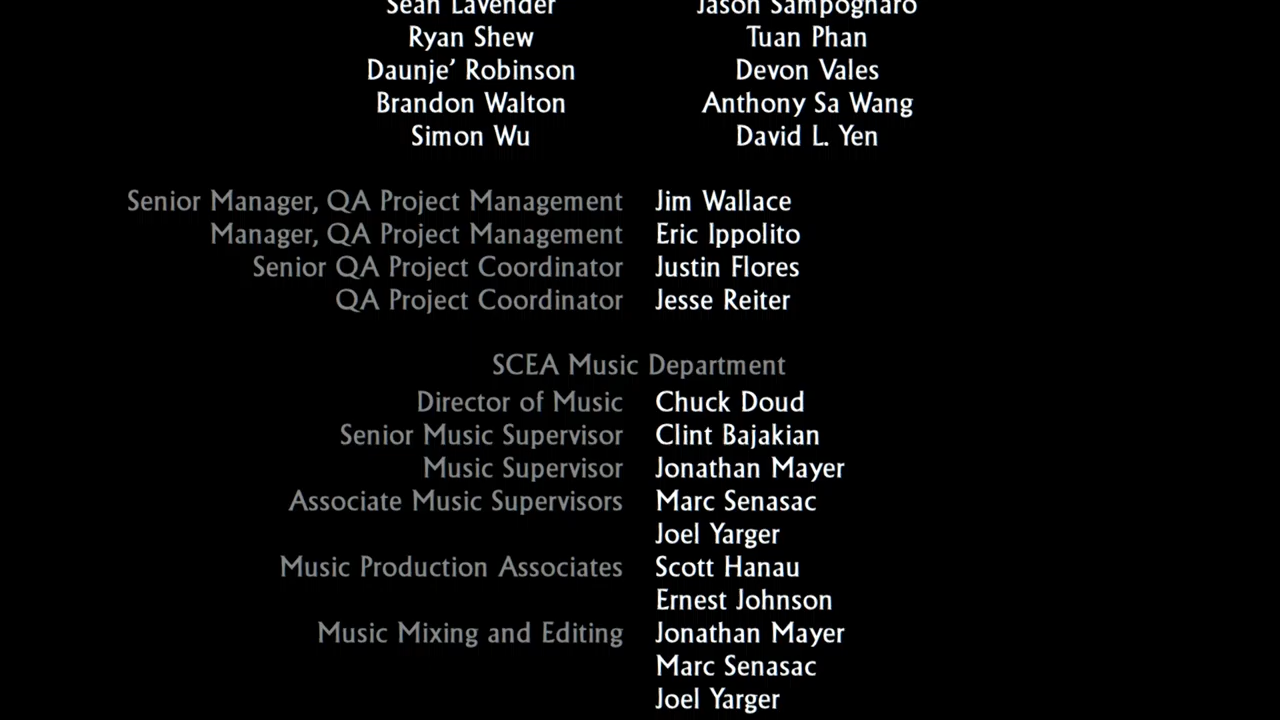 Sean Lavender Jason Sampognaro
Ryan Shew Tuan Phan
Daunje’ Robinson Devon Vales
Brandon Walton Anthony Sa Wang
Simon Wu David L. Yen
Senior Manager, QA Project Management Jim Wallace
Manager, QA Project Management Eric Ippolito
Senior QA Project Coordinator Justin Flores
QA Project Coordinator Jesse Reiter
SCEA Music Department
Director of Music Chuck Doud
Senior Music Supervisor Clint Bajakian
Music Supervisor Jonathan Mayer
Associate Music Supervisors Marc Senasac
Joel Yarger
Music Production Associates Scott Hanau
Ernest Johnson
Music Mixing and Editing Jonathan Mayer
Marc Senasac
Joel Yarger